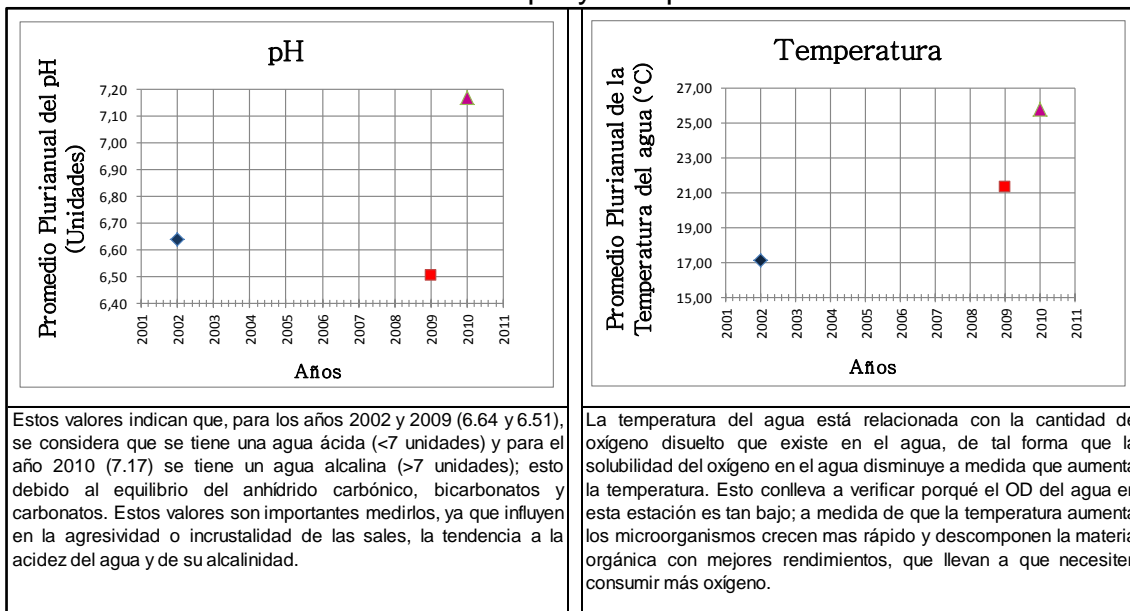 pH
Promedio Plurianual del pH
(Unidades)
7,20
7,10
7,00
6,90
6,80
6,70
6,60
6,50
6,40
2001
2002
2003
2004
2005
2006
2007
2008
2009
2010
2011
Años
Estos valores indican que, para los años 2002 y 2009 (6.64 y 6.51),
se considera que se tiene una agua ácida (<7 unidades) y para el
año 2010 (7.17) se tiene un agua alcalina (>7 unidades); esto
debido al equilibrio del anhídrido carbónico, bicarbonatos y
carbonatos. Estos valores son importantes medirlos, ya que influyen
en la agresividad o incrustalidad de las sales, la tendencia a la
acidez del agua y de su alcalinidad.
Temperatura
Promedio Plurianual de la
Temperatura del agua (°C)
27,00
25,00
23,00
21,00
19,00
17,00
15,00
2001
2002
2003
2004
2005
2006
2007
2008
2009
2010
2011
Años
La temperatura del agua está relacionada con la cantidad de
oxígeno disuelto que existe en el agua, de tal forma que la
solubilidad del oxígeno en el agua disminuye a medida que aumenta
la temperatura. Esto conlleva a verificar porqué el OD del agua en
esta estación es tan bajo; a medida de que la temperatura aumenta
los microorganismos crecen mas rápido y descomponen la materia
orgánica con mejores rendimientos, que llevan a que necesiten
consumir más oxígeno.